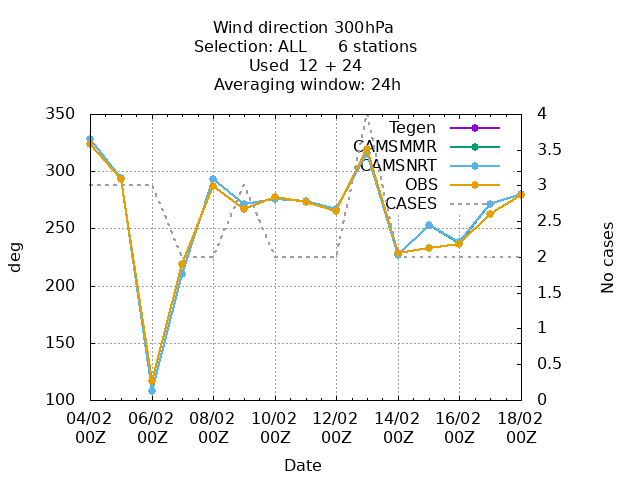 Wind direction 300hPa
Selection: ALL      6 stations
Used  12 + 24
Averaging window: 24h
350
300
250
200
150
100
deg
4
3.5
3
2.5
2
1.5
1
0.5
0
No cases
Tegen
CAMSMMR
CAMSNRT
OBS
CASES
04/02 06/02 08/02 10/02 12/02 14/02 16/02 18/02
00Z 00Z 00Z 00Z 00Z 00Z 00Z 00Z
Date